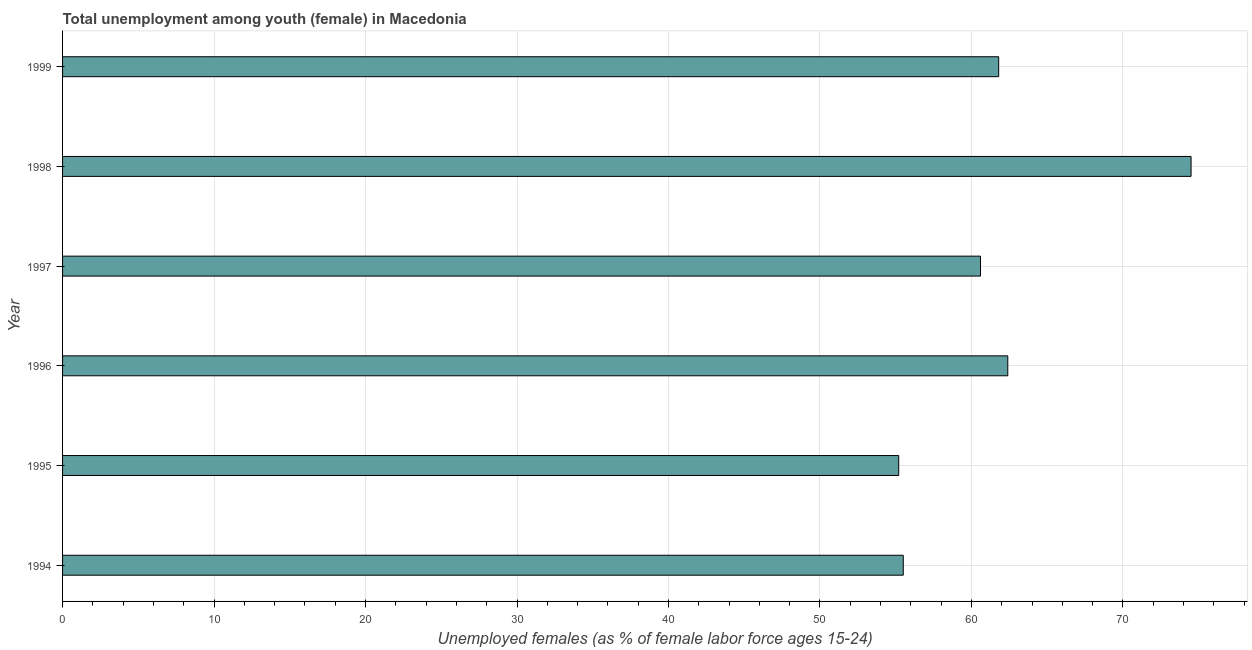 Total unemployment among youth (female) in Macedonia
1999
1998
1997
1996
1995
1994
Year
0 10 20 30 40 50 60 70
Unemployed females (as % of female labor force ages 15-24)